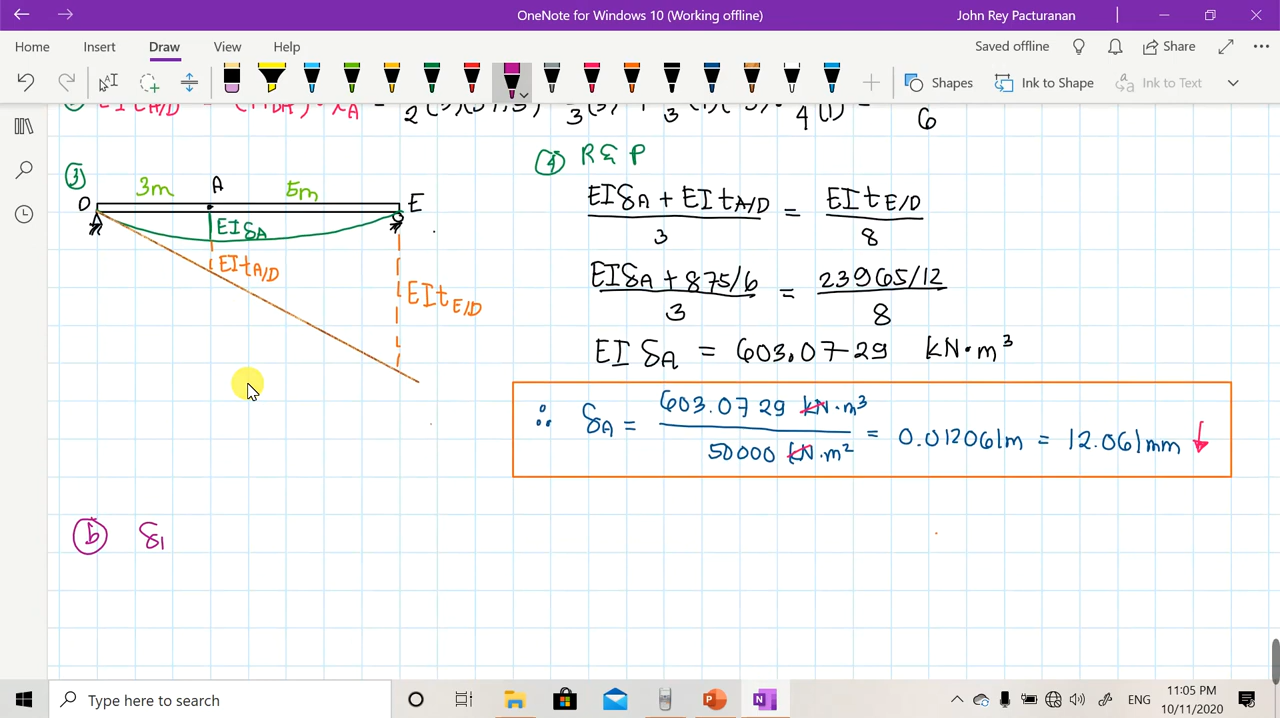 OneNote for Windows 10 (Working offline)
John Rey Pacturanan
Home Insert Draw View Help
Saved offline
Share
Shapes
Ink to Shape
Ink to Text
6
③
3m A 5m
D E
EIδA
EItA/D
EItE/D
④ R & P
EIδA + EItA/D / 3 = EItE/D / 8
EIδA + 875/6 / 3 = 23965/12 / 8
EI δA = 603.0729 kN·m³
∴ δA = 603.0729 kN·m³ / 50000 kN·m² = 0.012061m = 12.061mm ↓
ⓑ δ1
Type here to search
ENG
11:05 PM
10/11/2020